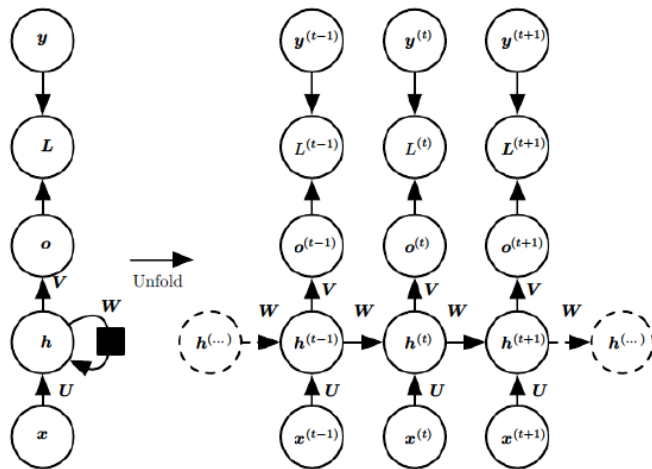 y y^(t−1) y^(t) y^(t+1)
L L^(t−1) L^(t) L^(t+1)
o o^(t−1) o^(t) o^(t+1)
Unfold
V V V V
W W W W W
h h^(...) h^(t−1) h^(t) h^(t+1) h^(...)
U U U U
x x^(t−1) x^(t) x^(t+1)